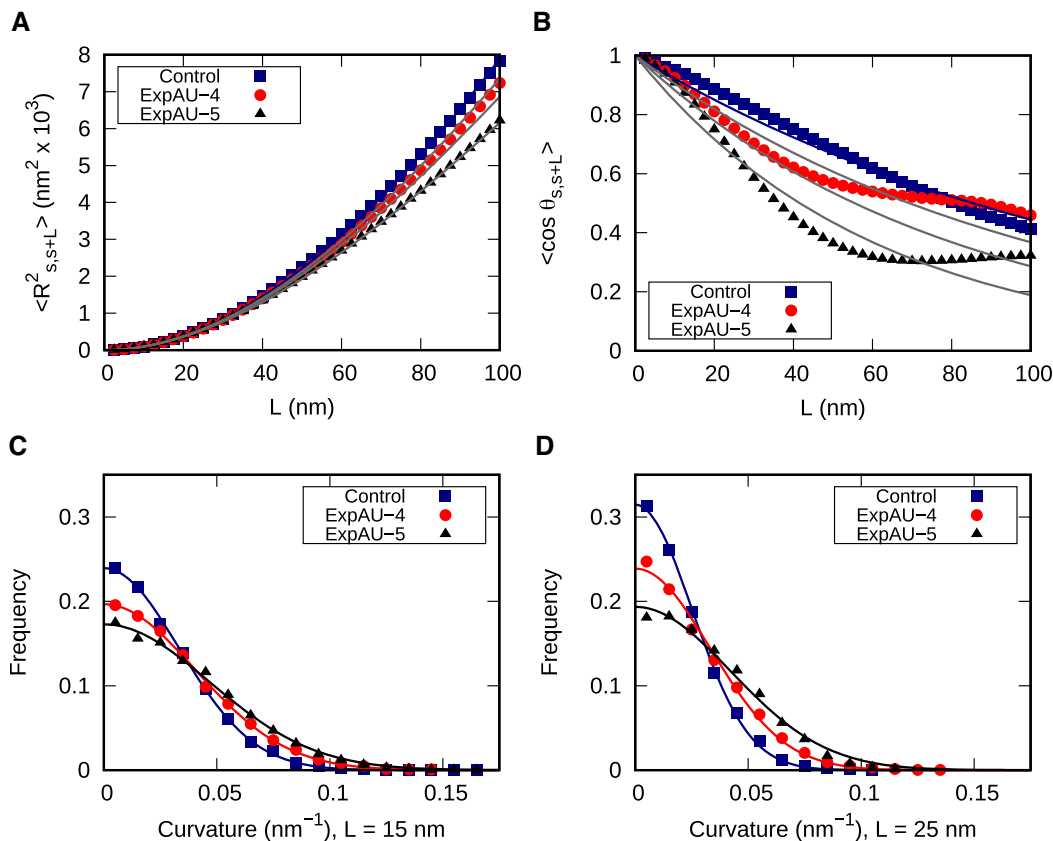 A
8
7
6
5
4
3
2
1
0
<R²s,s+L> (nm² x 10³)
Control
ExpAU−4
ExpAU−5
0 20 40 60 80 100
L (nm)
B
1
0.8
0.6
0.4
0.2
0
<cos θs,s+L>
Control
ExpAU−4
ExpAU−5
0 20 40 60 80 100
L (nm)
C
0.3
0.2
0.1
0
Frequency
Control
ExpAU−4
ExpAU−5
0 0.05 0.1 0.15
Curvature (nm⁻¹), L = 15 nm
D
0.3
0.2
0.1
0
Frequency
Control
ExpAU−4
ExpAU−5
0 0.05 0.1 0.15
Curvature (nm⁻¹), L = 25 nm